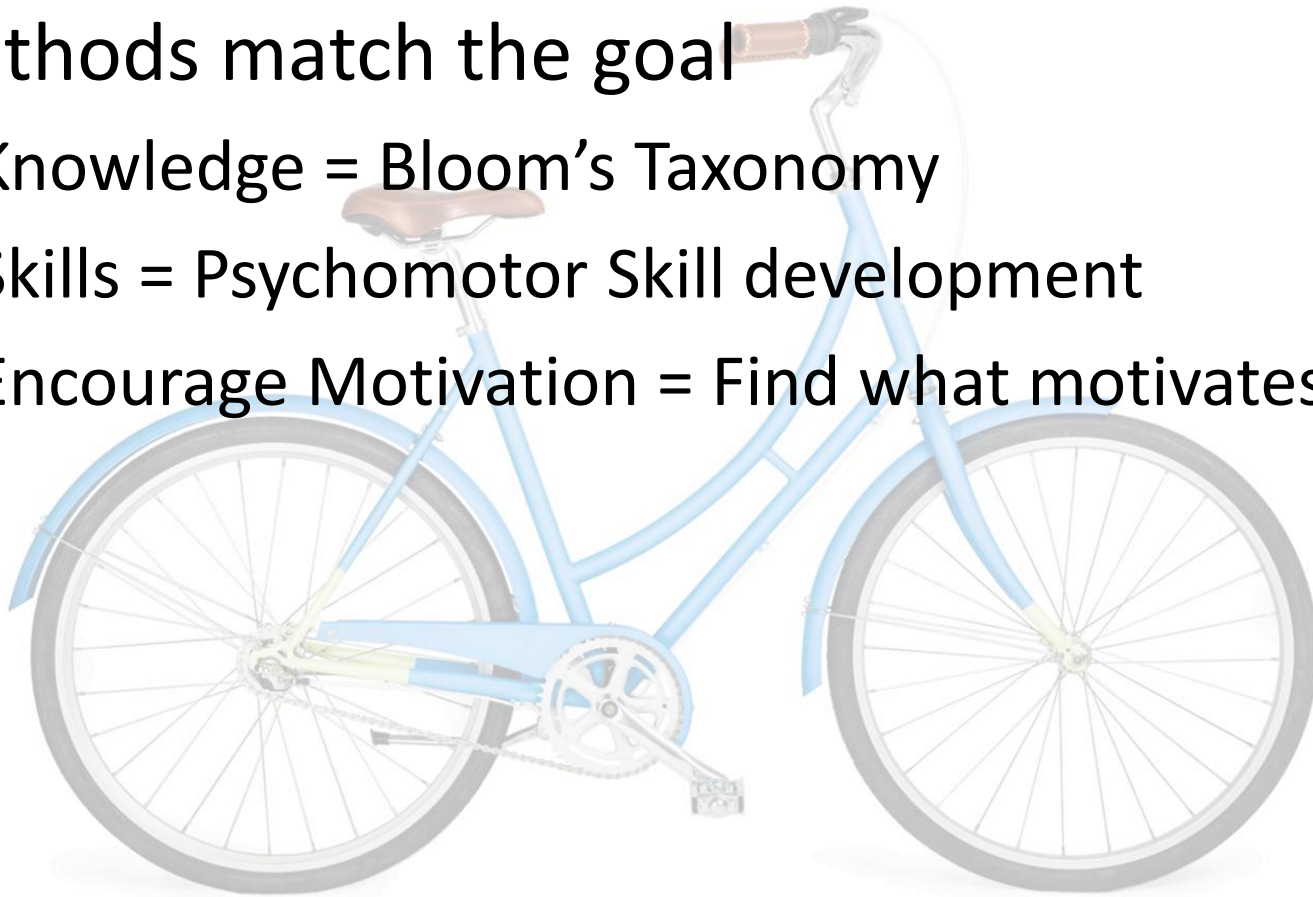 thods match the goal
Knowledge = Bloom’s Taxonomy
Skills = Psychomotor Skill development
Encourage Motivation = Find what motivates